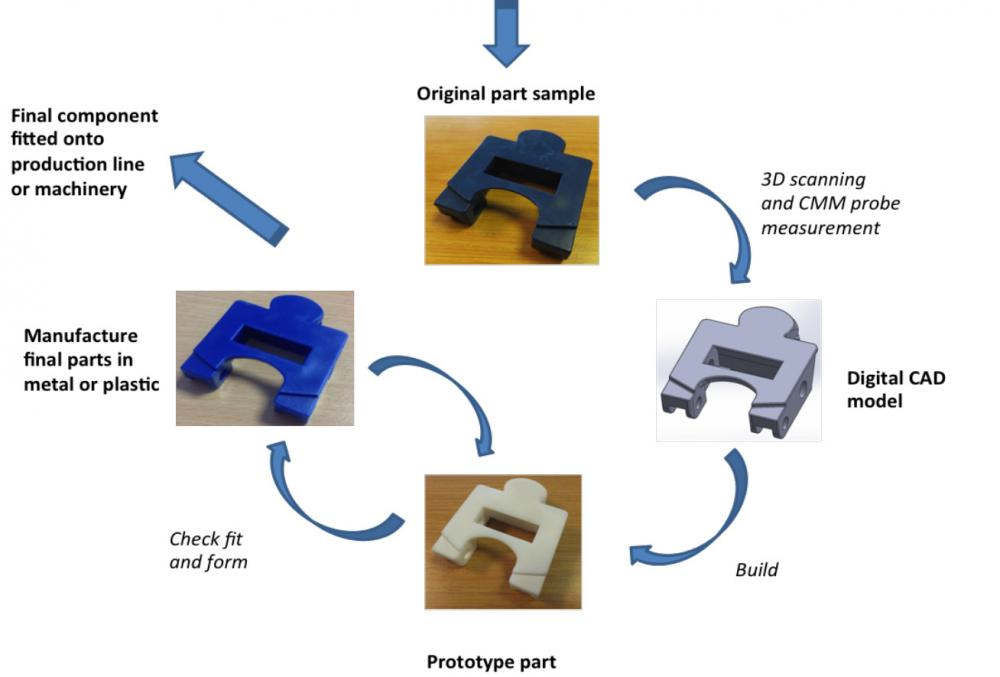 Original part sample
Final component
fitted onto
production line
or machinery
3D scanning
and CMM probe
measurement
Manufacture
final parts in
metal or plastic
Digital CAD
model
Check fit
and form
Build
Prototype part